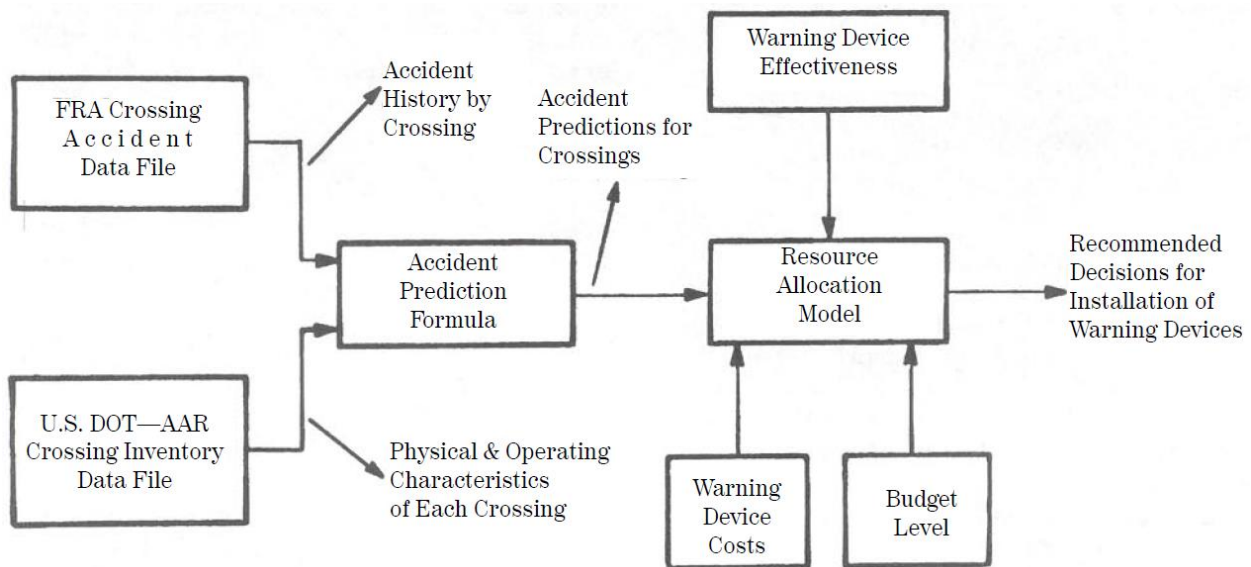 FRA Crossing
A c c i d e n t
Data File
Accident
History by
Crossing
Accident
Predictions for
Crossings
Warning Device
Effectiveness
Accident
Prediction
Formula
Resource
Allocation
Model
Recommended
Decisions for
Installation of
Warning Devices
U.S. DOT—AAR
Crossing Inventory
Data File
Physical & Operating
Characteristics
of Each Crossing
Warning
Device
Costs
Budget
Level